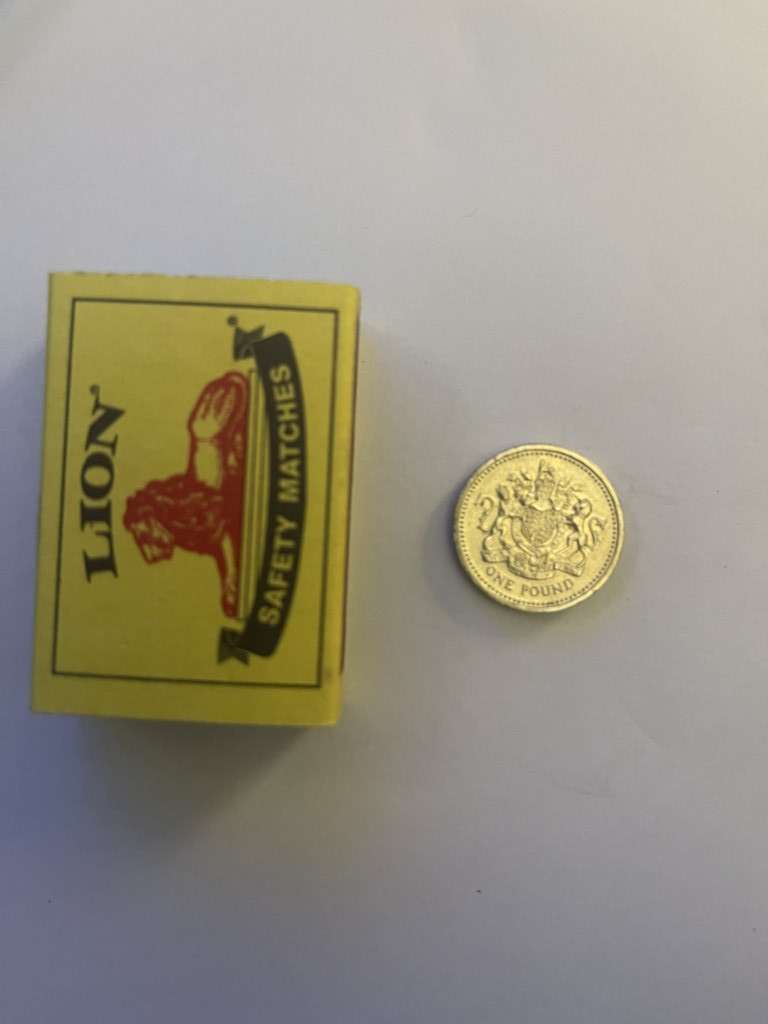 LION®
SAFETY MATCHES
ONE POUND